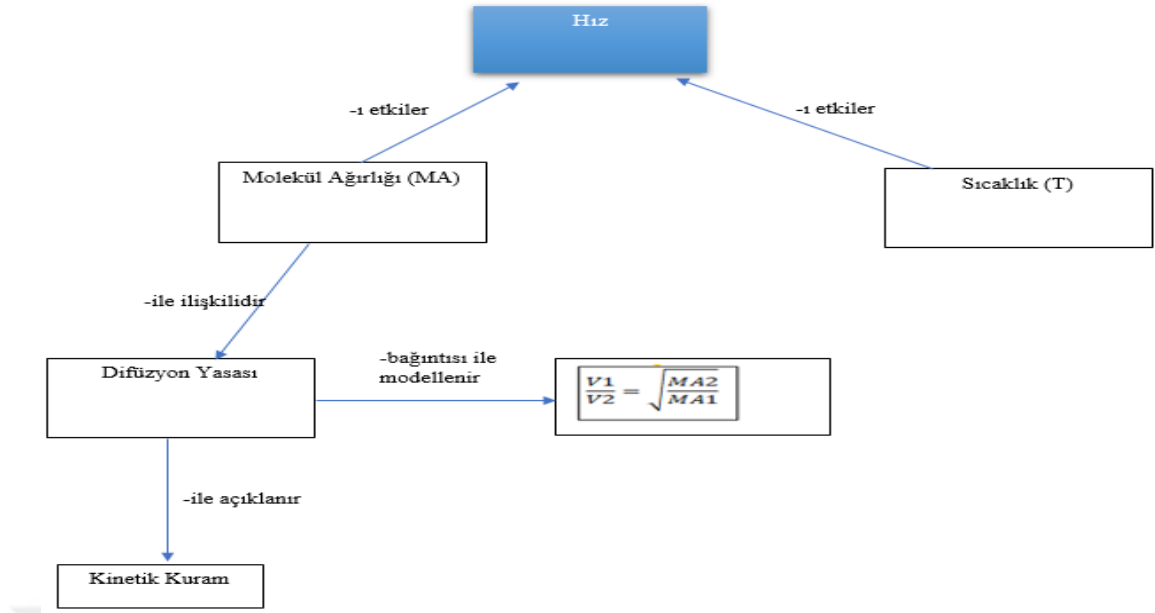 Hız
-ı etkiler
-ı etkiler
Molekül Ağırlığı (MA)
Sıcaklık (T)
-ile ilişkilidir
Difüzyon Yasası
-bağıntısı ile
modellenir
V1/V2 = √MA2/MA1
-ile açıklanır
Kinetik Kuram